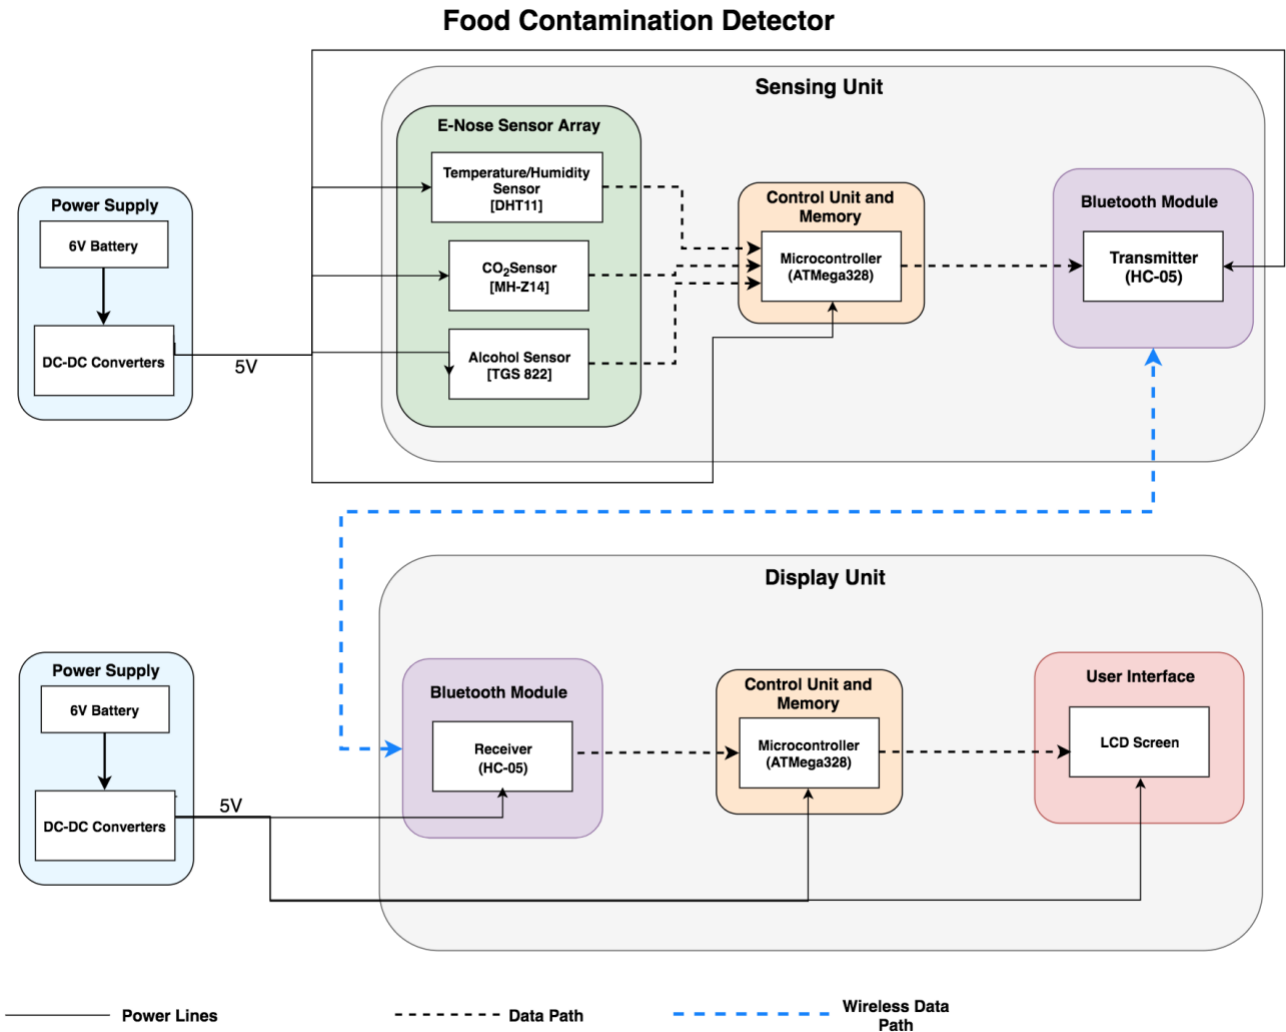 Food Contamination Detector
Sensing Unit
E-Nose Sensor Array
Temperature/Humidity
Sensor
[DHT11]
CO₂Sensor
[MH-Z14]
Alcohol Sensor
[TGS 822]
Power Supply
6V Battery
DC-DC Converters
5V
Control Unit and
Memory
Microcontroller
(ATMega328)
Bluetooth Module
Transmitter
(HC-05)
Display Unit
Power Supply
6V Battery
DC-DC Converters
5V
Bluetooth Module
Receiver
(HC-05)
Control Unit and
Memory
Microcontroller
(ATMega328)
User Interface
LCD Screen
Power Lines
Data Path
Wireless Data
Path